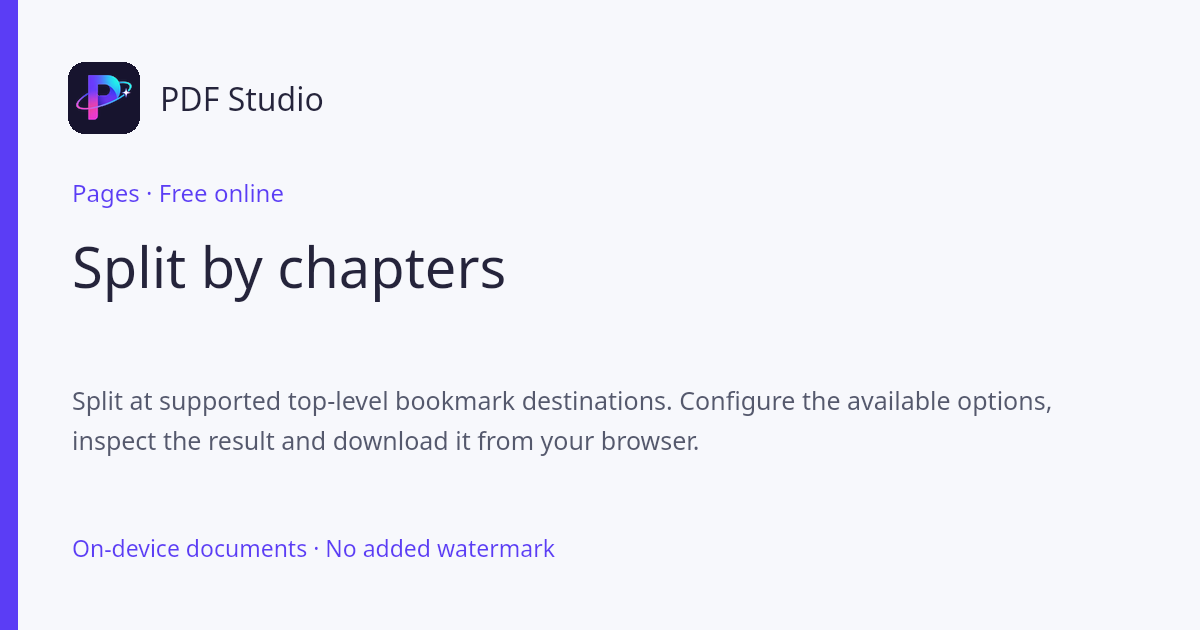 PDF Studio
Pages · Free online
Split by chapters
Split at supported top-level bookmark destinations. Configure the available options,
inspect the result and download it from your browser.
On-device documents · No added watermark